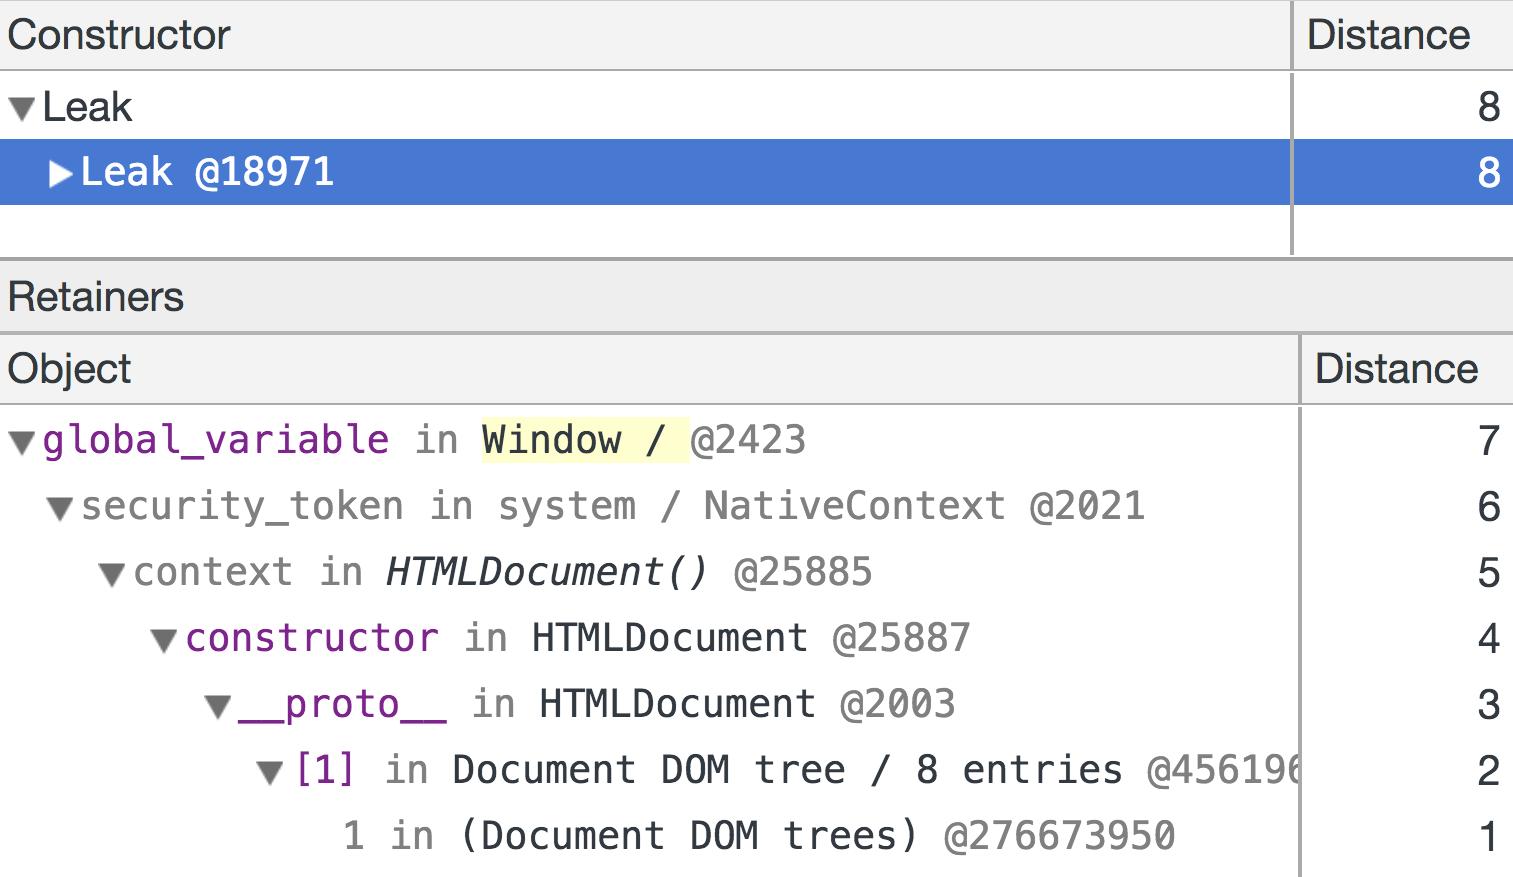 Constructor Distance
Leak 8
Leak @18971 8
Retainers
Object Distance
global_variable in Window / @2423 7
security_token in system / NativeContext @2021 6
context in HTMLDocument() @25885 5
constructor in HTMLDocument @25887 4
__proto__ in HTMLDocument @2003 3
[1] in Document DOM tree / 8 entries @456196 2
1 in (Document DOM trees) @276673950 1